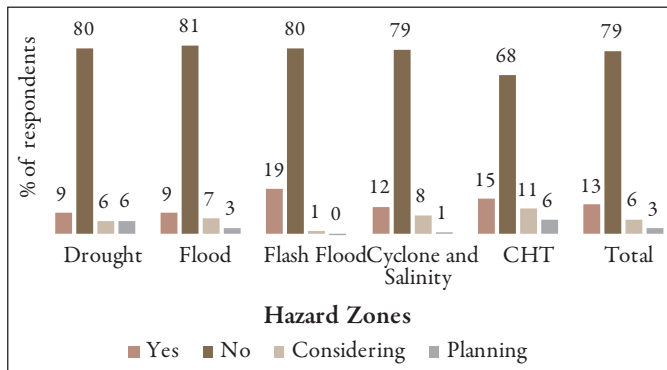 % of respondents
80 81 80 79 68 79
9 6 6 9 7 3 19 1 0 12 8 1 15 11 6 13 6 3
Drought Flood Flash Flood Cyclone and Salinity CHT Total
Hazard Zones
Yes No Considering Planning